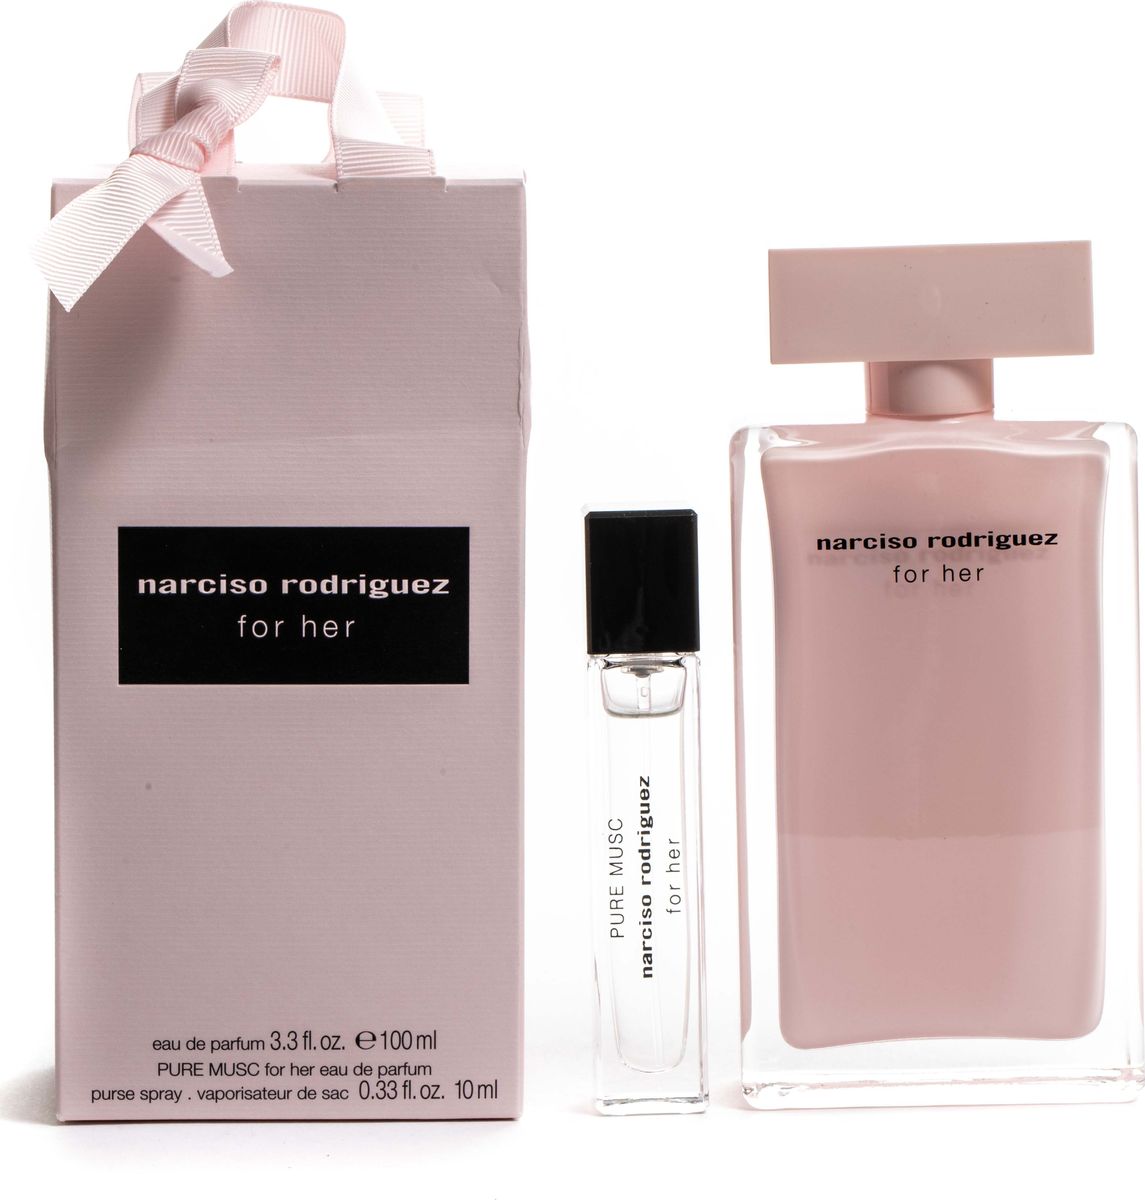 narciso rodriguez
for her
eau de parfum 3.3 fl. oz. ℮ 100 ml
PURE MUSC for her eau de parfum
purse spray . vaporisateur de sac 0.33 fl. oz. 10 ml
PURE MUSC
narciso rodriguez
for her
narciso rodriguez
for her